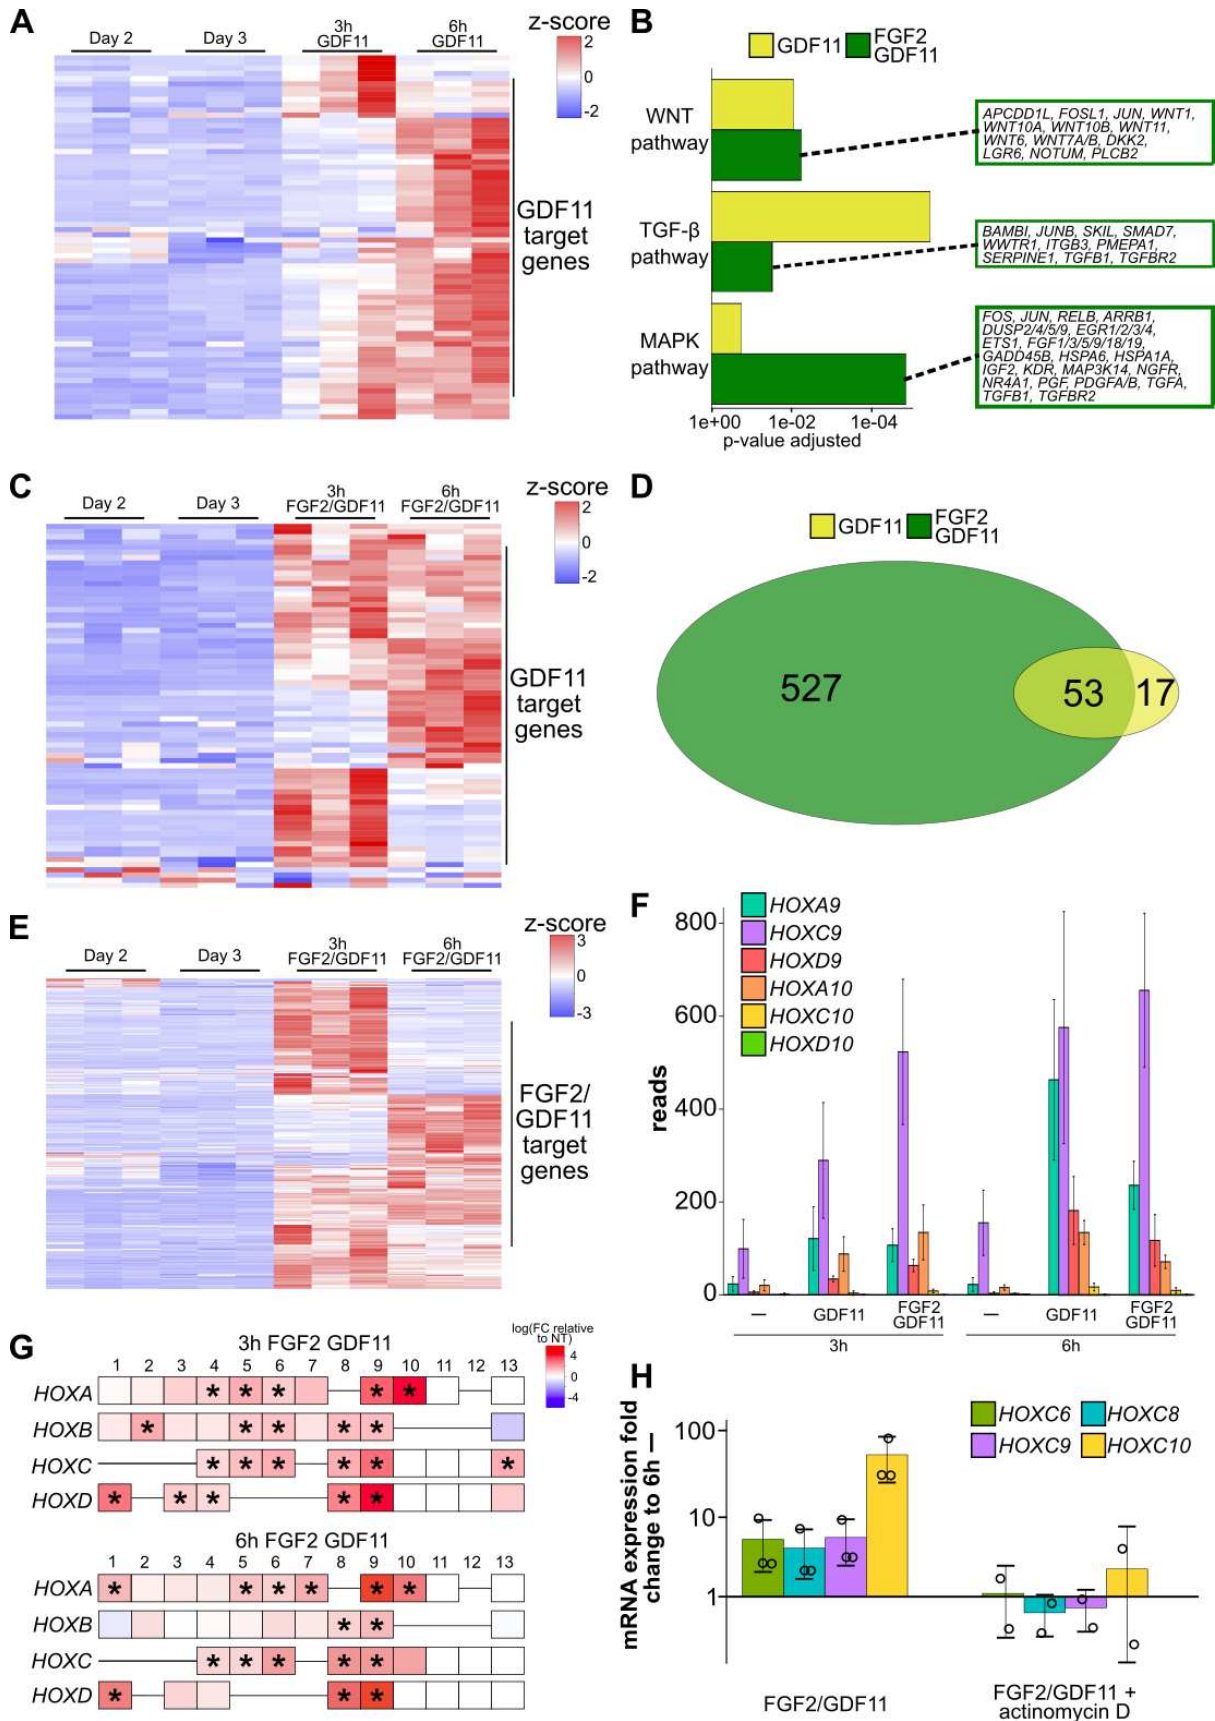 A
Day 2
Day 3
3h
GDF11
6h
GDF11
z-score
2
0
-2
GDF11
target
genes
B
GDF11
FGF2
GDF11
WNT
pathway
TGF-β
pathway
MAPK
pathway
1e+00
1e-02
1e-04
p-value adjusted
APCDD1L, FOSL1, JUN, WNT1,
WNT10A, WNT10B, WNT11,
WNT6, WNT7A/B, DKK2,
LGR6, NOTUM, PLCB2
BAMBI, JUNB, SKIL, SMAD7,
WWTR1, ITGB3, PMEPA1,
SERPINE1, TGFB1, TGFBR2
FOS, JUN, RELB, ARRB1,
DUSP2/4/5/9, EGR1/2/3/4,
ETS1, FGF1/3/5/9/18/19,
GADD45B, HSPA6, HSPA1A,
IGF2, KDR, MAP3K14, NGFR,
NR4A1, PGF, PDGFA/B, TGFA,
TGFB1, TGFBR2
C
Day 2
Day 3
3h
FGF2/GDF11
6h
FGF2/GDF11
z-score
2
0
-2
GDF11
target
genes
D
GDF11
FGF2
GDF11
527
53
17
E
Day 2
Day 3
3h
FGF2/GDF11
6h
FGF2/GDF11
z-score
3
0
-3
FGF2/
GDF11
target
genes
F
HOXA9
HOXC9
HOXD9
HOXA10
HOXC10
HOXD10
reads
800
600
400
200
0
— GDF11 FGF2 GDF11
3h
— GDF11 FGF2 GDF11
6h
G
3h FGF2 GDF11
log(FC relative
to NT)
4
0
-4
1 2 3 4 5 6 7 8 9 10 11 12 13
HOXA * * * * *
HOXB * * * * *
HOXC * * * * * *
HOXD * * * * *
6h FGF2 GDF11
1 2 3 4 5 6 7 8 9 10 11 12 13
HOXA * * * * * *
HOXB * *
HOXC * * * * *
HOXD * * *
H
HOXC6
HOXC8
HOXC9
HOXC10
mRNA expression fold
change to 6h —
100
10
1
FGF2/GDF11
FGF2/GDF11 +
actinomycin D